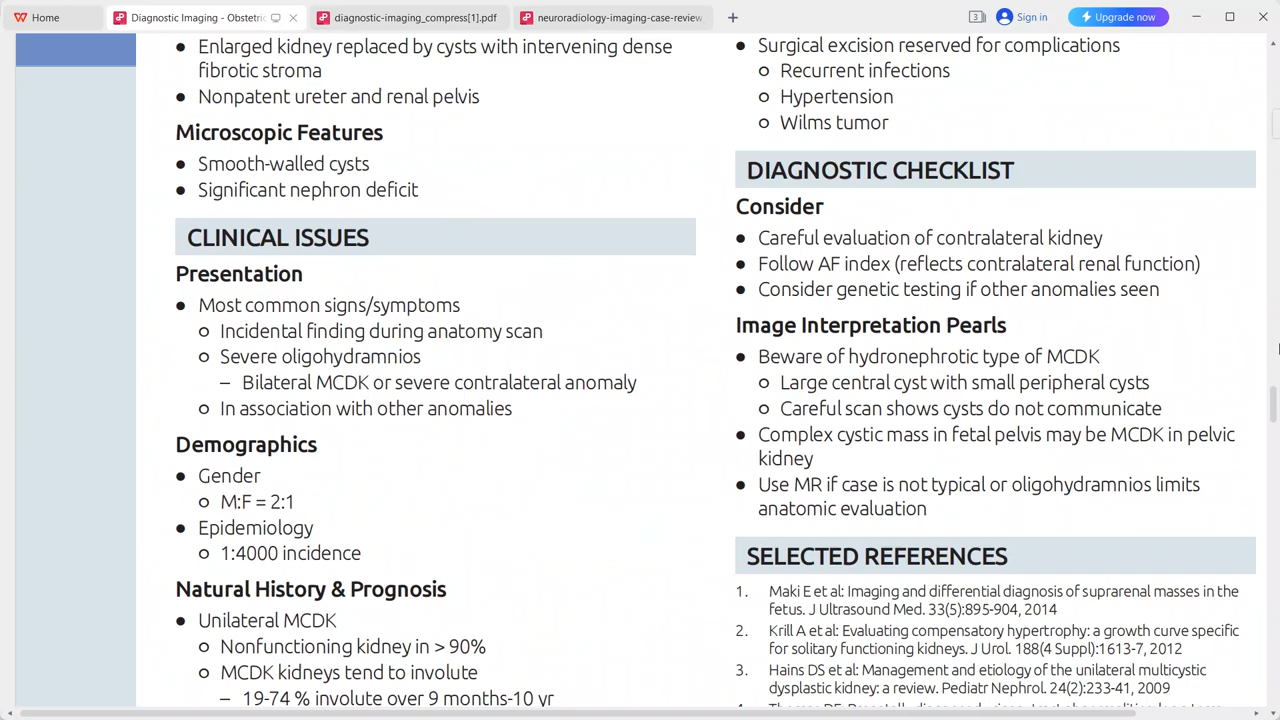 Home
Diagnostic Imaging - Obstetri
diagnostic-imaging_compress[1].pdf
neuroradiology-imaging-case-review
3
Sign in
Upgrade now
• Enlarged kidney replaced by cysts with intervening dense
fibrotic stroma
• Nonpatent ureter and renal pelvis
Microscopic Features
• Smooth-walled cysts
• Significant nephron deficit
CLINICAL ISSUES
Presentation
• Most common signs/symptoms
o Incidental finding during anatomy scan
o Severe oligohydramnios
– Bilateral MCDK or severe contralateral anomaly
o In association with other anomalies
Demographics
• Gender
o M:F = 2:1
• Epidemiology
o 1:4000 incidence
Natural History & Prognosis
• Unilateral MCDK
o Nonfunctioning kidney in > 90%
o MCDK kidneys tend to involute
– 19-74 % involute over 9 months-10 yr
• Surgical excision reserved for complications
o Recurrent infections
o Hypertension
o Wilms tumor
DIAGNOSTIC CHECKLIST
Consider
• Careful evaluation of contralateral kidney
• Follow AF index (reflects contralateral renal function)
• Consider genetic testing if other anomalies seen
Image Interpretation Pearls
• Beware of hydronephrotic type of MCDK
o Large central cyst with small peripheral cysts
o Careful scan shows cysts do not communicate
• Complex cystic mass in fetal pelvis may be MCDK in pelvic
kidney
• Use MR if case is not typical or oligohydramnios limits
anatomic evaluation
SELECTED REFERENCES
1. Maki E et al: Imaging and differential diagnosis of suprarenal masses in the
fetus. J Ultrasound Med. 33(5):895-904, 2014
2. Krill A et al: Evaluating compensatory hypertrophy: a growth curve specific
for solitary functioning kidneys. J Urol. 188(4 Suppl):1613-7, 2012
3. Hains DS et al: Management and etiology of the unilateral multicystic
dysplastic kidney: a review. Pediatr Nephrol. 24(2):233-41, 2009